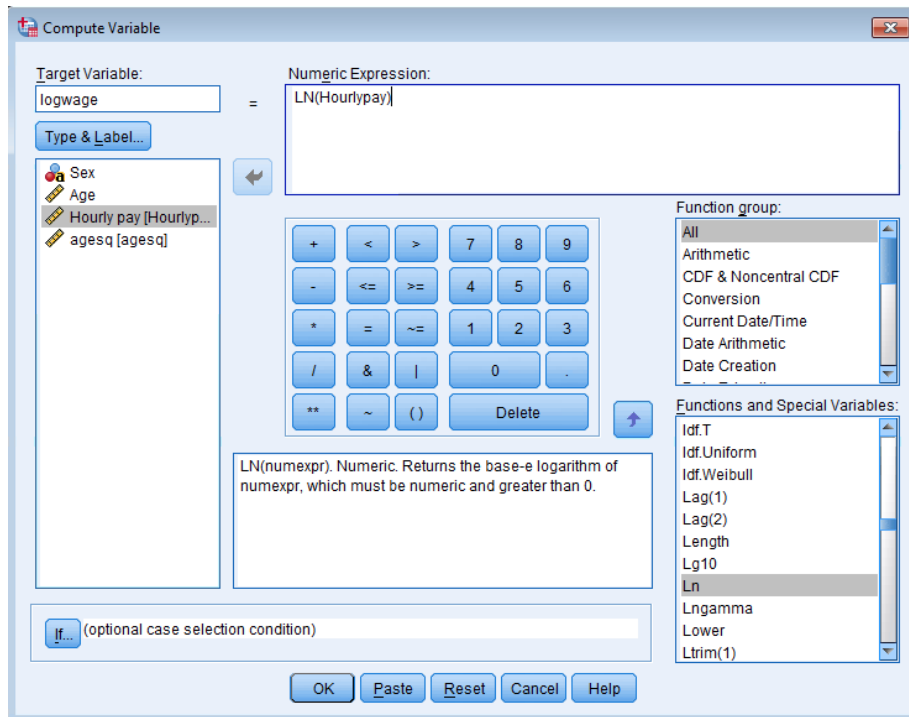 Compute Variable
Target Variable:
logwage
=
Numeric Expression:
LN(Hourlypay)
Type & Label...
Sex
Age
Hourly pay [Hourlyp...
agesq [agesq]
+ < > 7 8 9
- <= >= 4 5 6
* = ~= 1 2 3
/ & | 0 .
** ~ ( ) Delete
LN(numexpr). Numeric. Returns the base-e logarithm of
numexpr, which must be numeric and greater than 0.
Function group:
All
Arithmetic
CDF & Noncentral CDF
Conversion
Current Date/Time
Date Arithmetic
Date Creation
Functions and Special Variables:
Idf.T
Idf.Uniform
Idf.Weibull
Lag(1)
Lag(2)
Length
Lg10
Ln
Lngamma
Lower
Ltrim(1)
If... (optional case selection condition)
OK Paste Reset Cancel Help